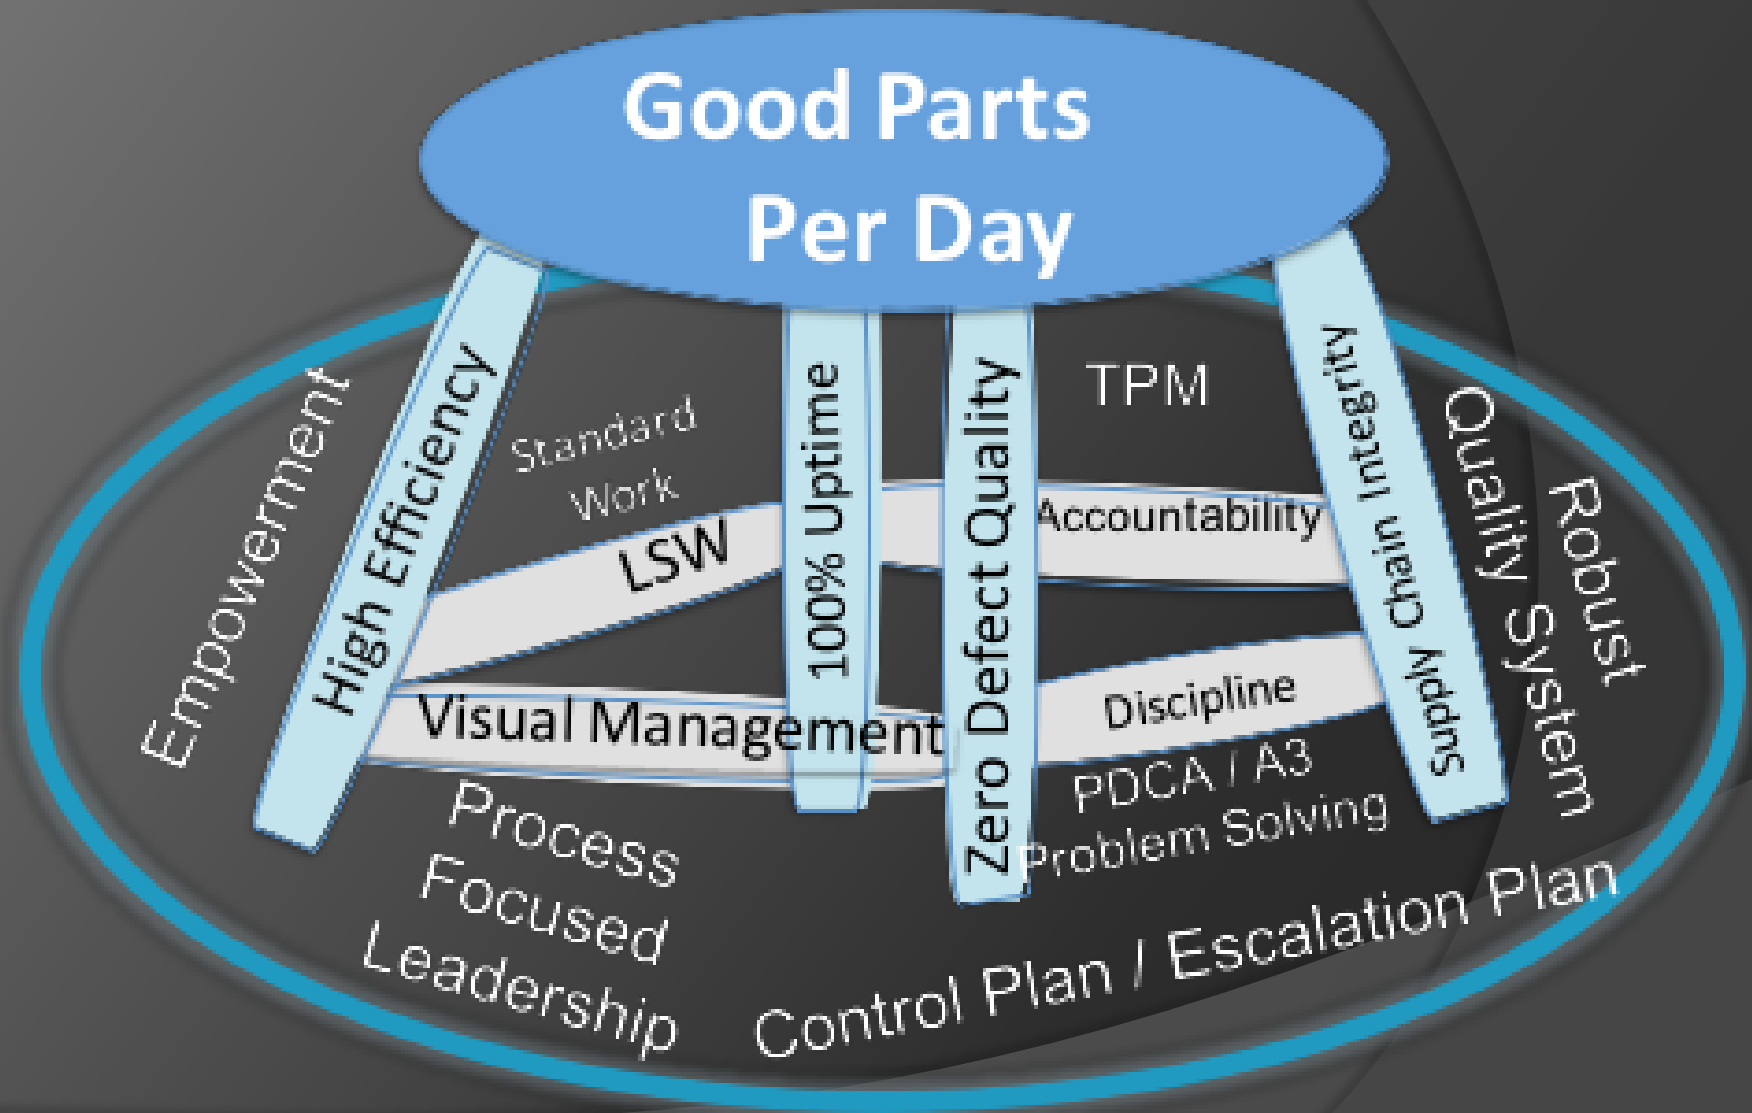 Good Parts
Per Day
High Efficiency
100% Uptime
Zero Defect Quality
Supply Chain Integrity
LSW
Accountability
Visual Management
Discipline
Empowerment
Standard
Work
TPM
Robust
Quality System
PDCA / A3
Problem Solving
Process
Focused
Leadership
Control Plan / Escalation Plan